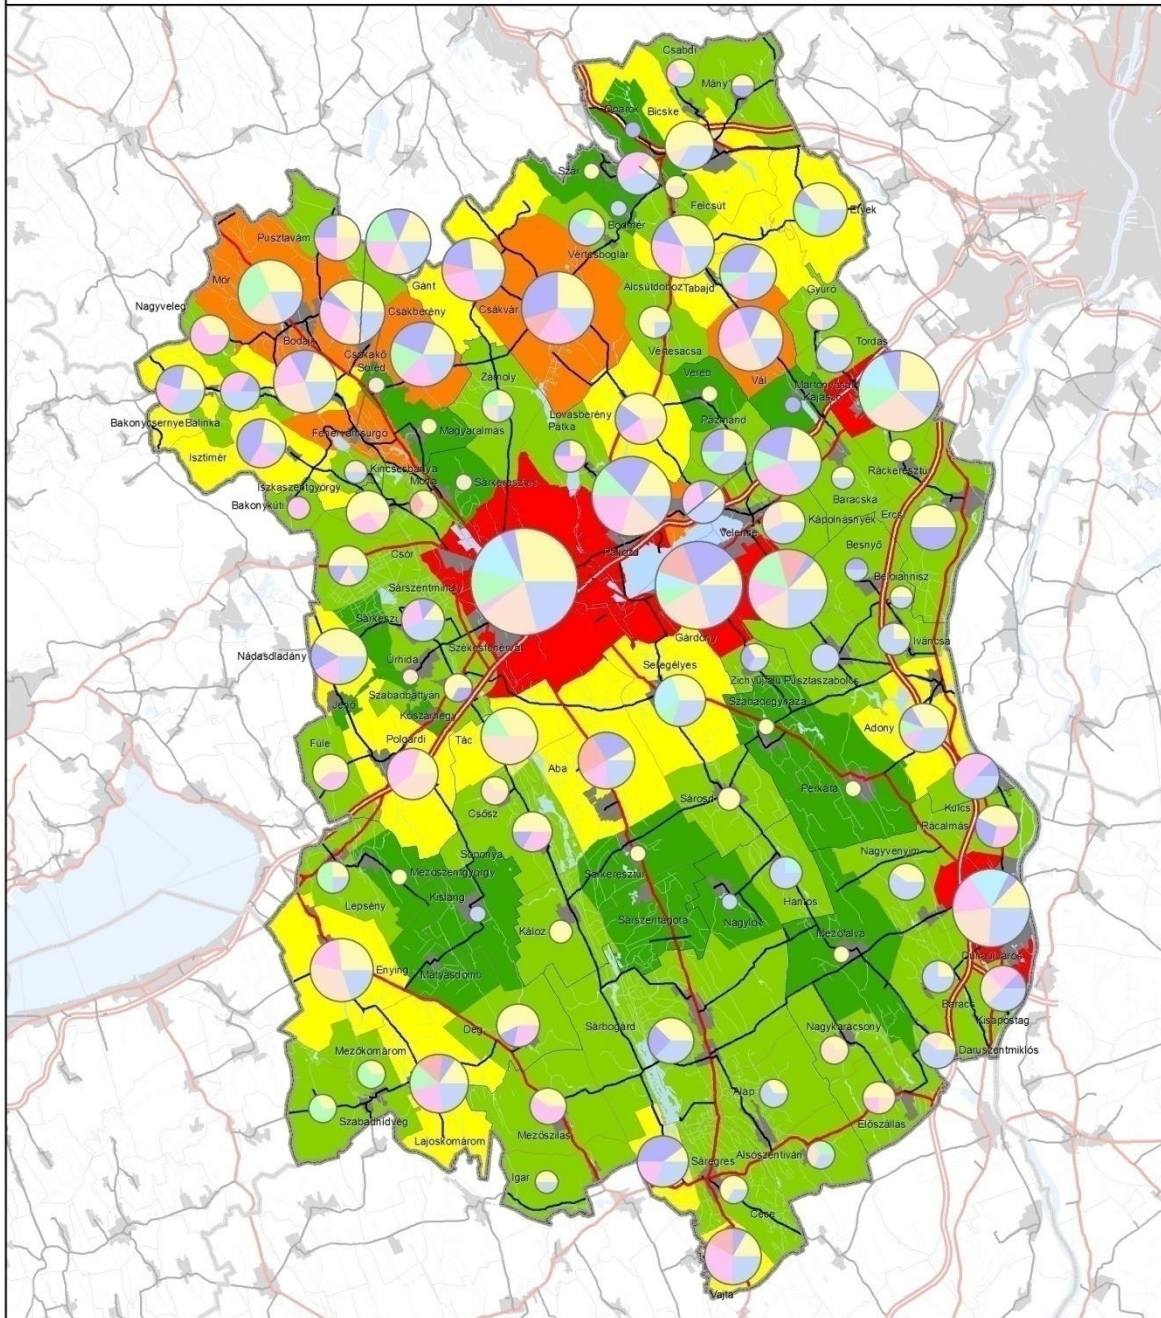 Csabdi
Mány
Bicske
Óbarok
Szár
Felcsút
Etyek
Bodmér
Vértesboglár
Pusztavám
Mór
Gánt
Csákvár
Alcsútdoboz
Tabajd
Gyúró
Nagyveleg
Csákberény
Bodajk
Csókakő
Söréd
Vértesacsa
Tordas
Zámoly
Vereb
Vál
Martonvásár
Kajászó
Bakonycsernye
Balinka
Lovasberény
Pátka
Pázmánd
Magyaralmás
Fehérvárcsurgó
Isztimér
Kincsesbánya
Moha
Iszkaszentgyörgy
Sárkeresztes
Ráckeresztúr
Baracska
Bakonykúti
Kápolnásnyék
Ercsi
Velence
Csór
Pákozd
Besnyő
Beloiannisz
Sárszentmihály
Sárkeszi
Iváncsa
Székesfehérvár
Gárdony
Nádasdladány
Úrhida
Seregélyes
Zichyújfalu
Pusztaszabolcs
Szabadbattyán
Szabadegyháza
Jenő
Kőszárhegy
Adony
Füle
Polgárdi
Tác
Aba
Perkáta
Sárosd
Csősz
Kulcs
Rácalmás
Soponya
Nagyvenyim
Mezőszentgyörgy
Sárkeresztúr
Lepsény
Kisláng
Hantos
Sárszentágota
Nagylók
Káloz
Mezőfalva
Dunaújváros
Enying
Mátyásdomb
Baracs
Kisapostag
Dég
Sárbogárd
Nagykarácsony
Daruszentmiklós
Mezőkomárom
Alap
Előszállás
Szabadhídvég
Mezőszilas
Lajoskomárom
Alsószentiván
Sáregres
Igar
Cece
Vajta